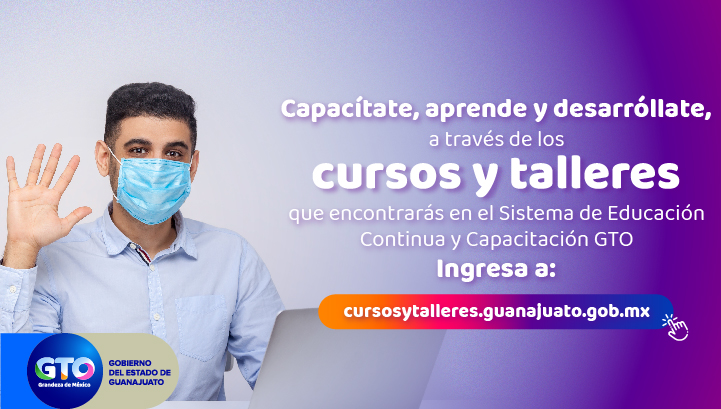 Capacítate, aprende y desarróllate,
a través de los
cursos y talleres
que encontrarás en el Sistema de Educación
Continua y Capacitación GTO
Ingresa a:
cursosytalleres.guanajuato.gob.mx
GTO
Grandeza de México
GOBIERNO
DEL ESTADO DE
GUANAJUATO